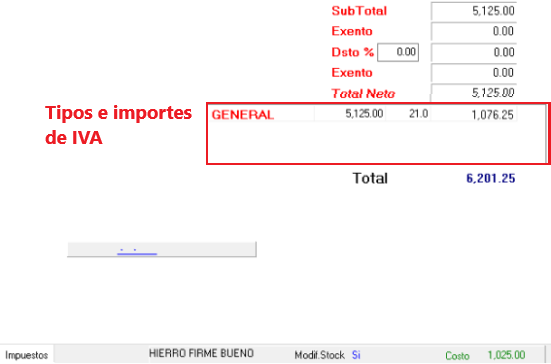 SubTotal 5,125.00
Exento 0.00
Dsto % 0.00 0.00
Exento 0.00
Total Neto 5,125.00
Tipos e importes
de IVA
GENERAL 5,125.00 21.0 1,076.25
Total 6,201.25
Impuestos HIERRO FIRME BUENO Modif.Stock Si Costo 1,025.00